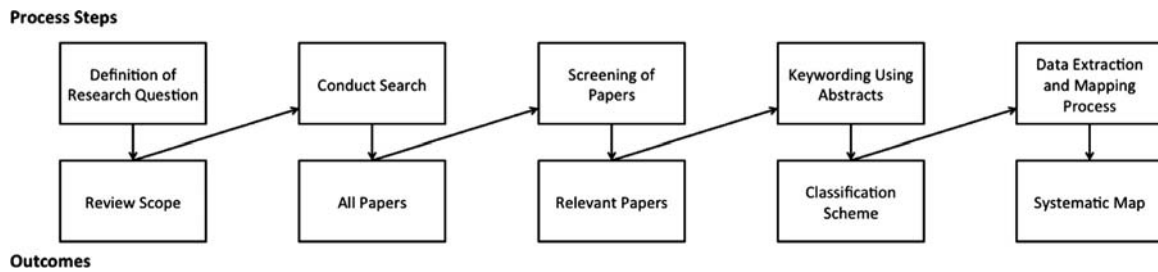 Process Steps
Definition of
Research Question
Conduct Search
Screening of
Papers
Keywording Using
Abstracts
Data Extraction
and Mapping
Process
Review Scope
All Papers
Relevant Papers
Classification
Scheme
Systematic Map
Outcomes